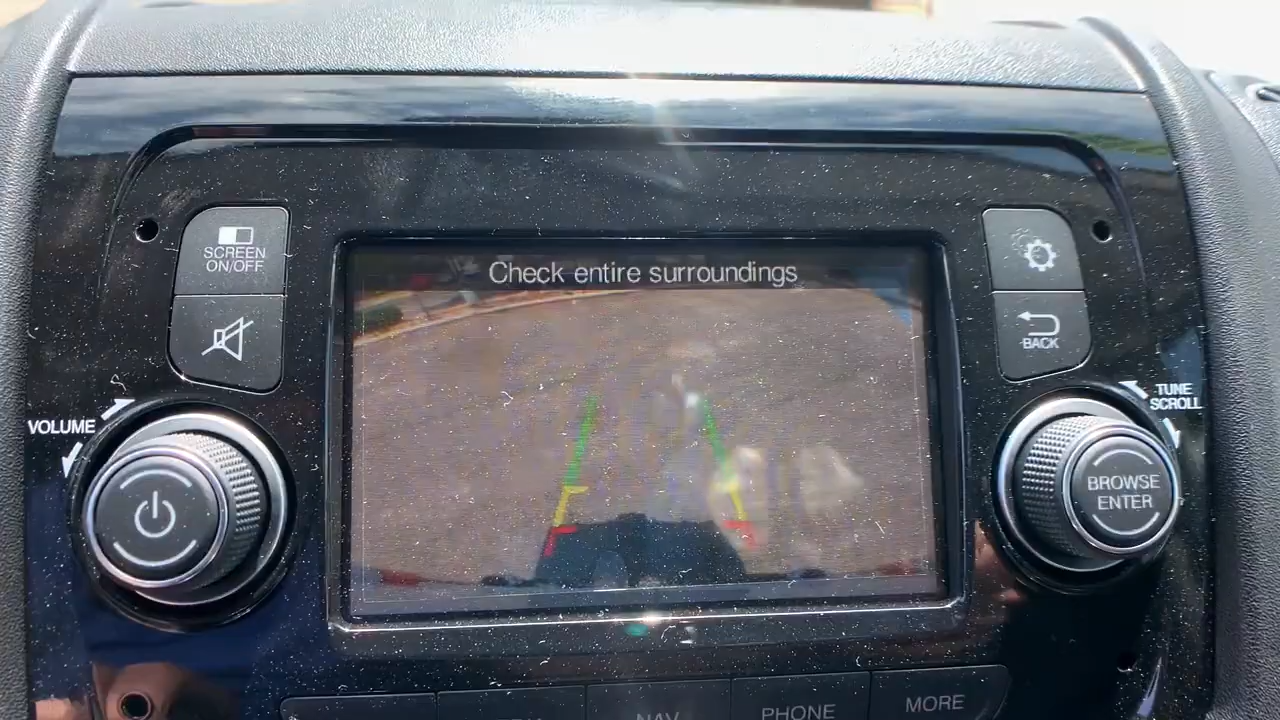 Check entire surroundings
SCREEN
ON/OFF
BACK
VOLUME
TUNE
SCROLL
BROWSE
ENTER
NAV
PHONE
MORE